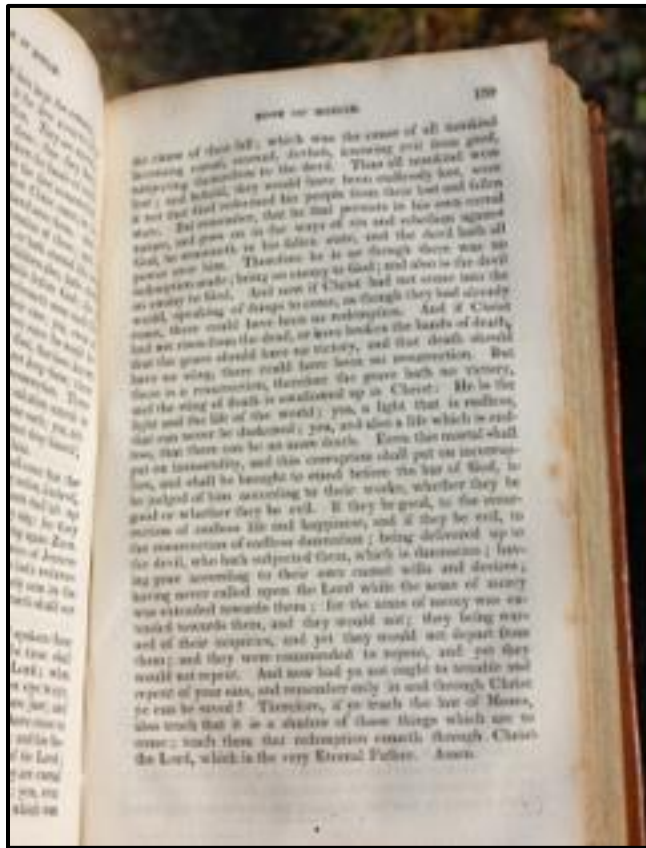 BOOK OF MOSIAH.
159
the cause of their fall; which was the cause of all mankind
becoming carnal, sensual, devilish, knowing evil from good,
subjecting themselves to the devil. Thus all mankind were
lost; and behold, they would have been endlessly lost, were
it not that God redeemed his people from their lost and fallen
state. But remember, that he that persists in his own carnal
nature, and goes on in the ways of sin and rebellion against
God, he remaineth in his fallen state, and the devil hath all
power over him. Therefore he is as though there was no
redemption made; being an enemy to God; and also is the devil
an enemy to God. And now if Christ had not come into the
world, speaking of things to come, as though they had already
come, there could have been no redemption. And if Christ
had not risen from the dead, or have broken the bands of death,
that the grave should have no victory, and that death should
have no sting, there could have been no resurrection. But
there is a resurrection, therefore the grave hath no victory,
and the sting of death is swallowed up in Christ: He is the
light and the life of the world; yea, a light that is endless,
that can never be darkened; yea, and also a life which is end-
less, that there can be no more death. Even this mortal shall
put on immortality, and this corruption shall put on incorrup-
tion, and shall be brought to stand before the bar of God, to
be judged of him according to their works, whether they be
good or whether they be evil. If they be good, to the resur-
rection of endless life and happiness, and if they be evil, to
the resurrection of endless damnation; being delivered up to
the devil, who hath subjected them, which is damnation; hav-
ing gone according to their own carnal wills and desires;
having never called upon the Lord while the arms of mercy
was extended towards them; for the arms of mercy was ex-
tended towards them, and they would not; they being warn-
ed of their iniquities, and yet they would not depart from
them; and they were commanded to repent, and yet they
would not repent. And now had ye not ought to tremble and
repent of your sins, and remember only in and through Christ
ye can be saved? Therefore, if ye teach the law of Moses,
also teach that it is a shadow of those things which are to
come; teach them that redemption cometh through Christ
the Lord, which is the very Eternal Father. Amen.